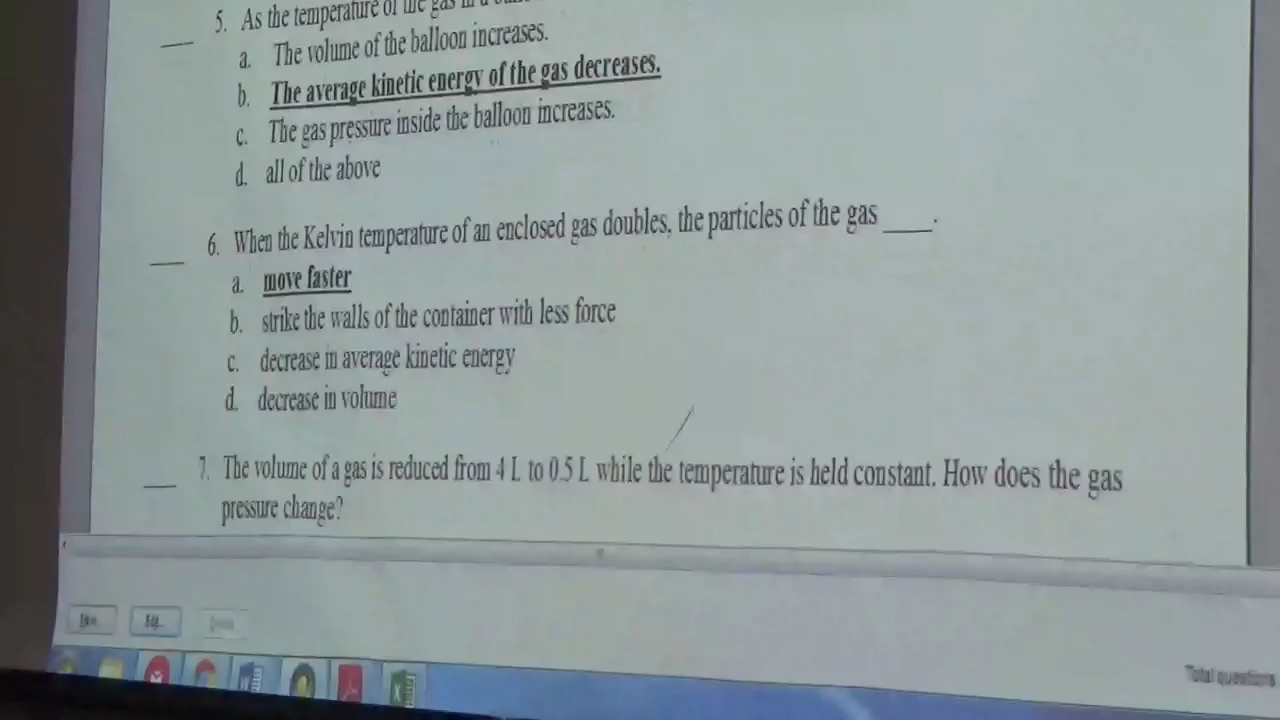 5. As the temperature of the gas in a
a. The volume of the balloon increases.
b. The average kinetic energy of the gas decreases.
c. The gas pressure inside the balloon increases.
d. all of the above
6. When the Kelvin temperature of an enclosed gas doubles, the particles of the gas ____.
a. move faster
b. strike the walls of the container with less force
c. decrease in average kinetic energy
d. decrease in volume
7. The volume of a gas is reduced from 4 L to 0.5 L while the temperature is held constant. How does the gas
pressure change?
Total questions